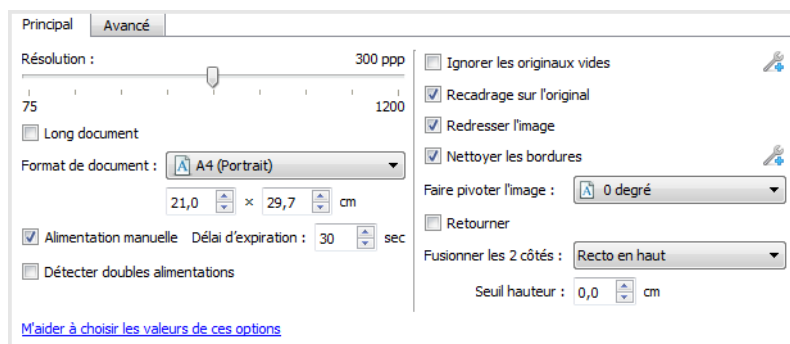 Principal Avancé
Résolution : 300 ppp
75 1200
Long document
Format de document : A4 (Portrait)
21,0 × 29,7 cm
Alimentation manuelle Délai d'expiration : 30 sec
Détecter doubles alimentations
M'aider à choisir les valeurs de ces options
Ignorer les originaux vides
Recadrage sur l'original
Redresser l'image
Nettoyer les bordures
Faire pivoter l'image : 0 degré
Retourner
Fusionner les 2 côtés : Recto en haut
Seuil hauteur : 0,0 cm